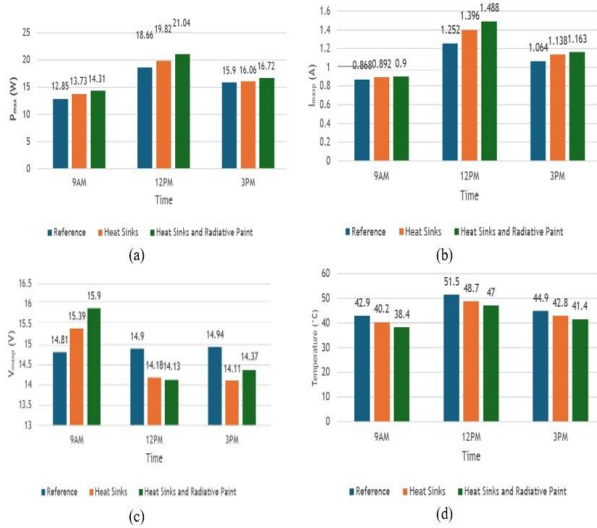 (a)
P max (W)
25
20
15
10
5
0
12.85 13.73 14.31
18.66 19.82 21.04
15.9 16.06 16.72
9AM 12PM 3PM
Time
Reference Heat Sinks Heat Sinks and Radiative Paint
(b)
I maxp (A)
1.6
1.4
1.2
1
0.8
0.6
0.4
0.2
0
0.868 0.892 0.9
1.252 1.396 1.488
1.064 1.138 1.163
9AM 12PM 3PM
Time
Reference Heat Sinks Heat Sinks and Radiative Paint
(c)
V maxp (V)
16.5
16
15.5
15
14.5
14
13.5
13
14.81 15.39 15.9
14.9 14.18 14.13
14.94 14.11 14.37
9AM 12PM 3PM
Time
Reference Heat Sinks Heat Sinks and Radiative Paint
(d)
Temperature (°C)
60
50
40
30
20
10
0
42.9 40.2 38.4
51.5 48.7 47
44.9 42.8 41.4
9AM 12PM 3PM
Time
Reference Heat Sinks Heat Sinks and Radiative Paint